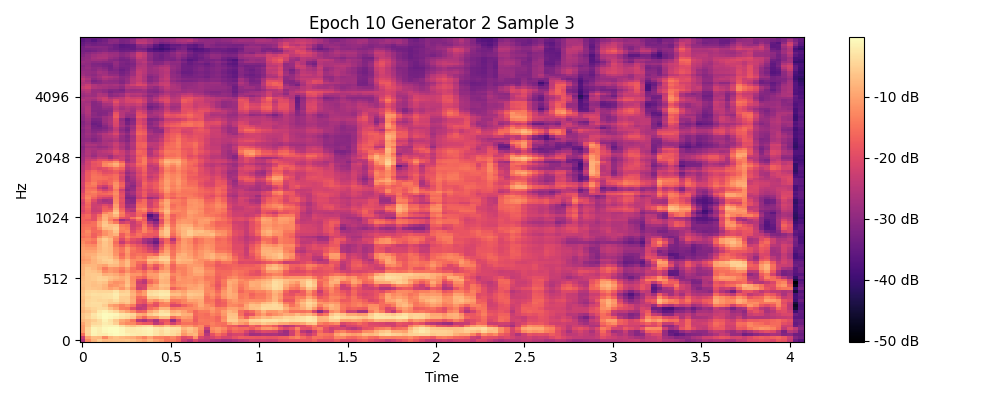 Epoch 10 Generator 2 Sample 3
Hz
4096
2048
1024
512
0
0 0.5 1 1.5 2 2.5 3 3.5 4
Time
-10 dB
-20 dB
-30 dB
-40 dB
-50 dB